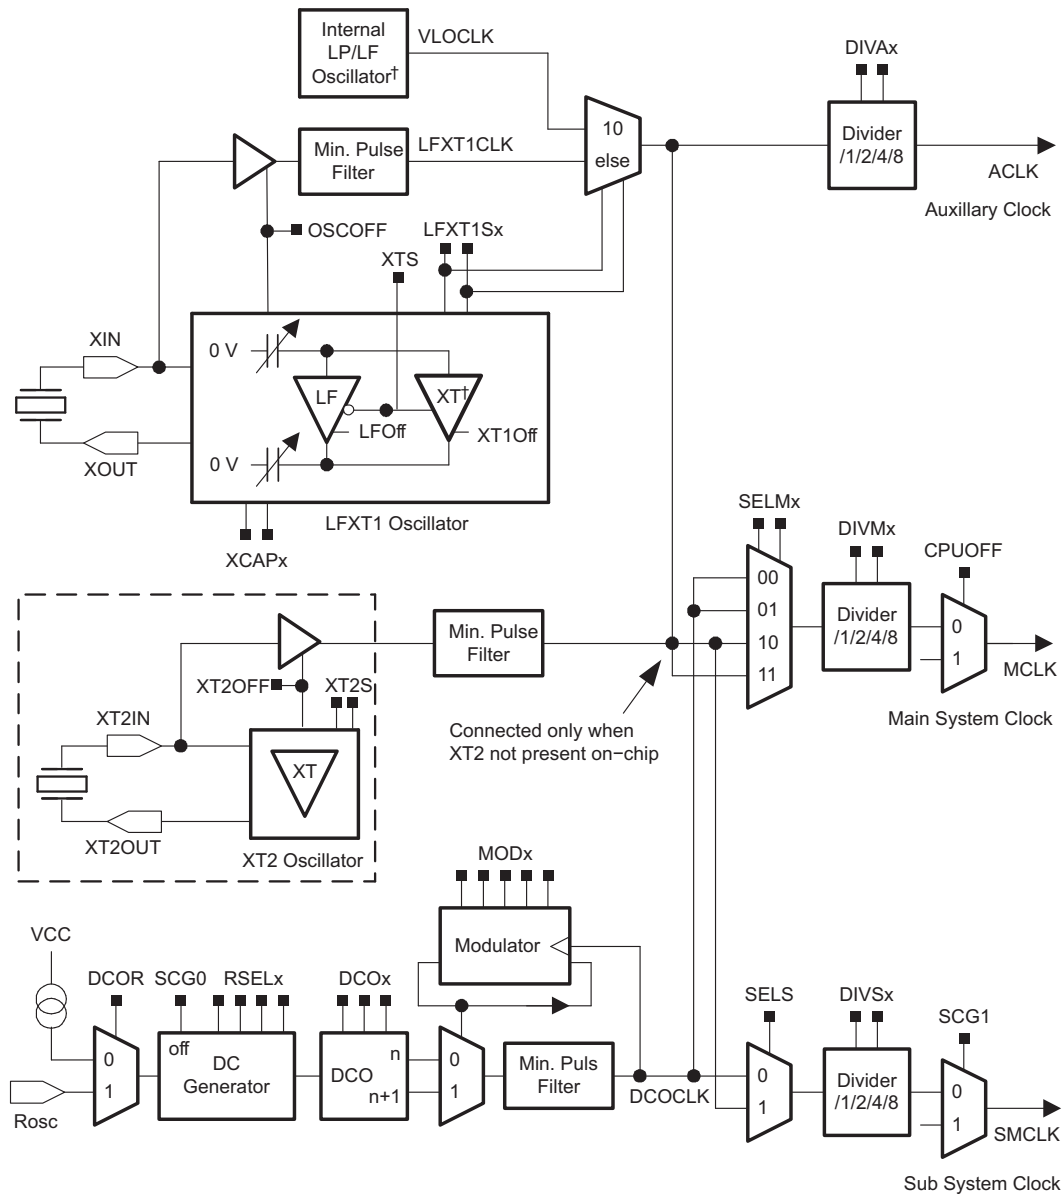 Internal
LP/LF
Oscillator†
VLOCLK
DIVAx
10
else
Divider
/1/2/4/8
ACLK
Auxillary Clock
Min. Pulse
Filter
LFXT1CLK
OSCOFF
LFXT1Sx
XTS
XIN
XOUT
0 V
LF
XT†
LFOff
XT1Off
0 V
LFXT1 Oscillator
XCAPx
SELMx
00
01
10
11
DIVMx
Divider
/1/2/4/8
CPUOFF
0
1
MCLK
Main System Clock
Min. Pulse
Filter
XT2OFF
XT2S
XT2IN
XT
XT2OUT
XT2 Oscillator
Connected only when
XT2 not present on−chip
MODx
Modulator
VCC
DCOR
0
1
Rosc
SCG0
RSELx
off
DC
Generator
DCOx
n
DCO
n+1
0
1
Min. Puls
Filter
DCOCLK
SELS
0
1
DIVSx
Divider
/1/2/4/8
SCG1
0
1
SMCLK
Sub System Clock